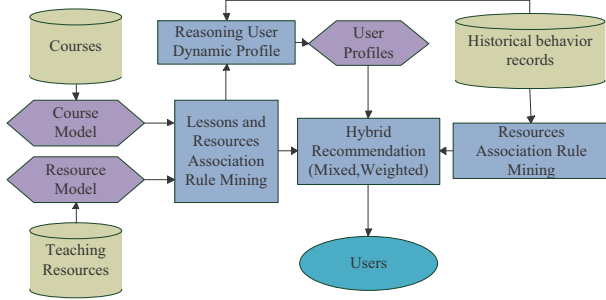 Courses
Reasoning User
Dynamic Profile
User
Profiles
Historical behavior
records
Course
Model
Lessons and
Resources
Association
Rule Mining
Hybrid
Recommendation
(Mixed,Weighted)
Resources
Association Rule
Mining
Resource
Model
Teaching
Resources
Users